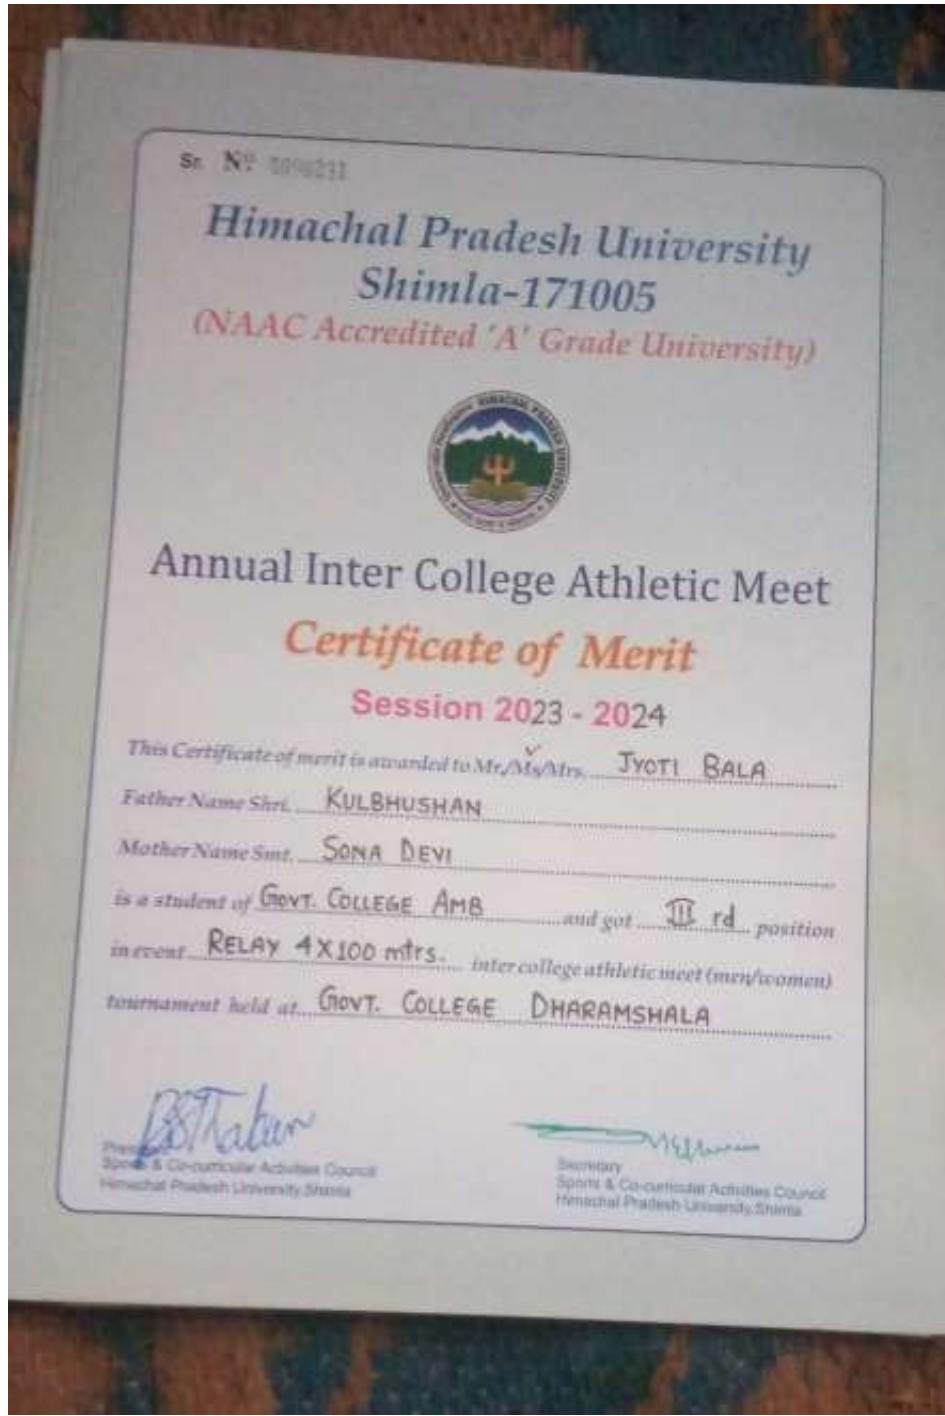 Sr. Nº
Himachal Pradesh University
Shimla-171005
(NAAC Accredited 'A' Grade University)
HIMACHAL PRADESH UNIVERSITY
Annual Inter College Athletic Meet
Certificate of Merit
Session 2023 - 2024
This Certificate of merit is awarded to Mr./Ms/Mrs. JYOTI BALA
Father Name Shri. KULBHUSHAN
Mother Name Smt. SONA DEVI
is a student of GOVT. COLLEGE AMB and got III rd position
in event RELAY 4X100 mtrs. inter college athletic meet (men/women)
tournament held at GOVT. COLLEGE DHARAMSHALA
Sports & Co-curricular Activities Council
Himachal Pradesh University, Shimla
Secretary
Sports & Co-curricular Activities Council
Himachal Pradesh University, Shimla